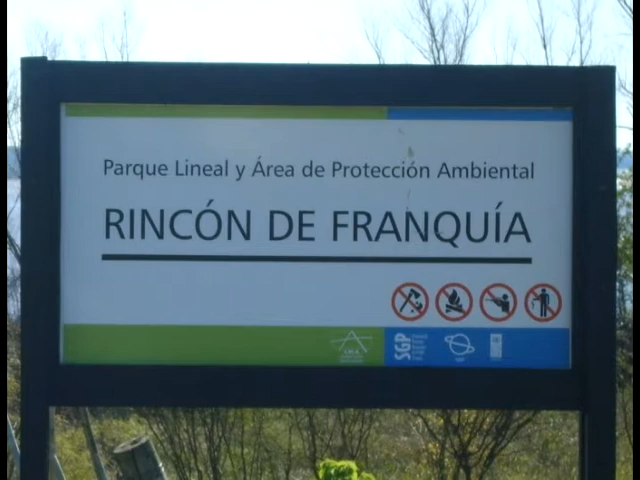 Parque Lineal y Área de Protección Ambiental
RINCÓN DE FRANQUÍA
SGP